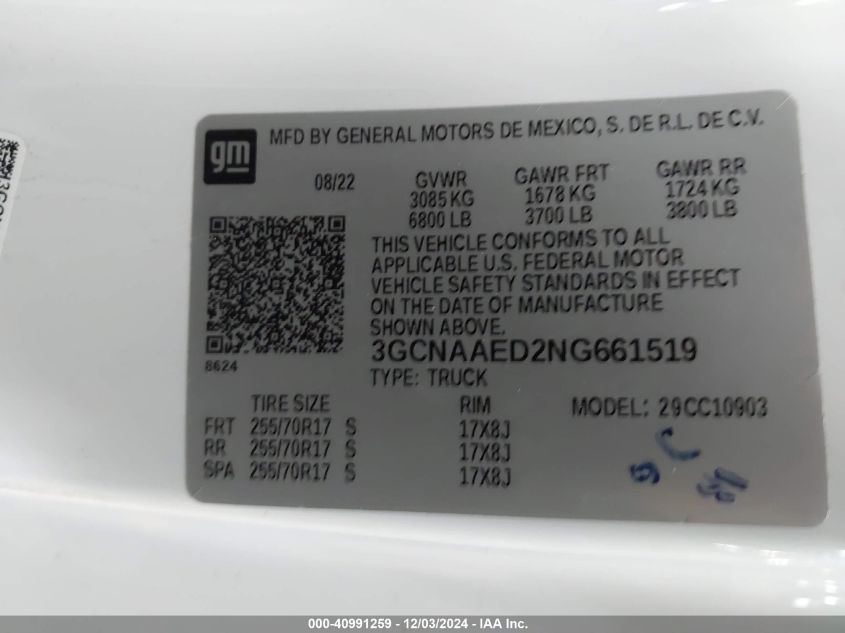 gm
MFD BY GENERAL MOTORS DE MEXICO, S. DE R.L. DE C.V.
08/22 GVWR GAWR FRT GAWR RR
3085 KG 1678 KG 1724 KG
6800 LB 3700 LB 3800 LB
THIS VEHICLE CONFORMS TO ALL
APPLICABLE U.S. FEDERAL MOTOR
VEHICLE SAFETY STANDARDS IN EFFECT
ON THE DATE OF MANUFACTURE
SHOWN ABOVE.
8624
3GCNAAED2NG661519
TYPE: TRUCK
TIRE SIZE RIM MODEL: 29CC10903
FRT 255/70R17 S 17X8J
RR 255/70R17 S 17X8J
SPA 255/70R17 S 17X8J
000-40991259 - 12/03/2024 - IAA Inc.